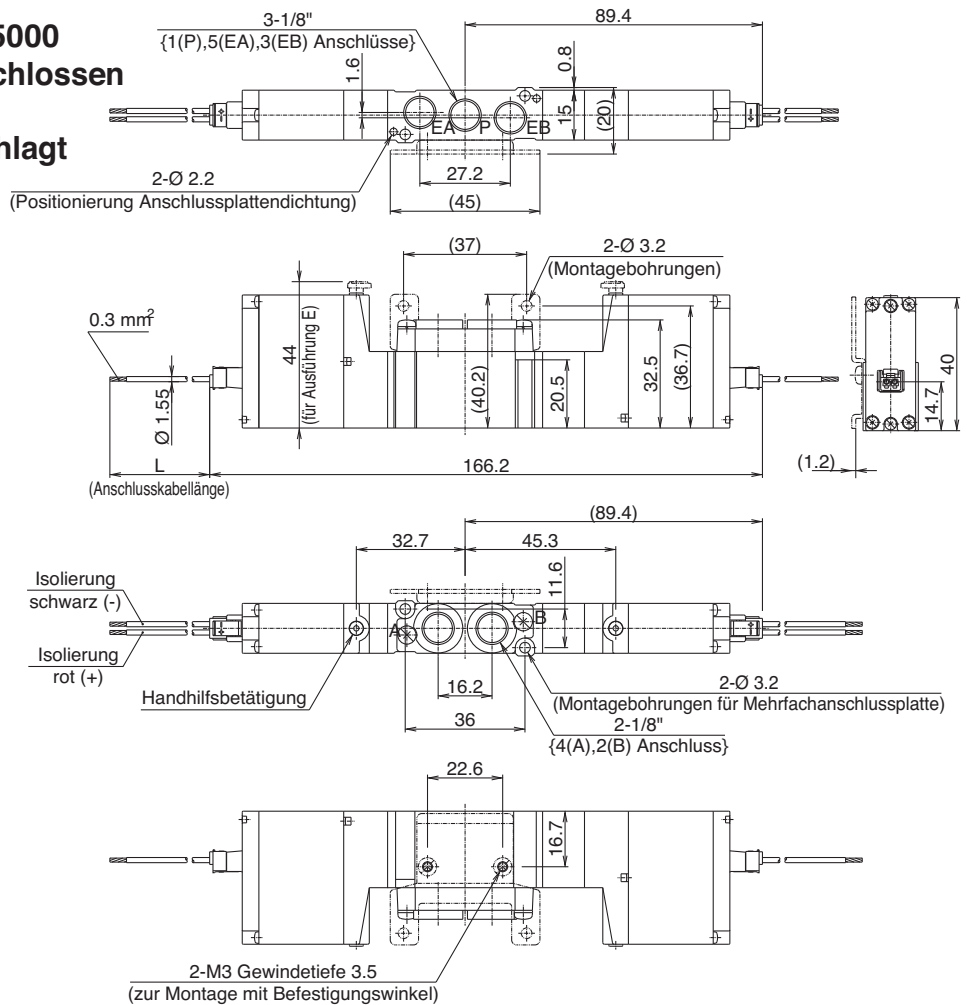 5000
3-1/8"
{1(P),5(EA),3(EB) Anschlüsse}
89.4
chlossen
1.6
0.8
EA P EB
15
(20)
nlagt
2-Ø 2.2
(Positionierung Anschlussplattendichtung)
27.2
(45)
(37)
2-Ø 3.2
(Montagebohrungen)
0.3 mm²
44
(für Ausführung E)
(40.2)
20.5
32.5
(36.7)
40
14.7
Ø 1.55
L
(Anschlusskabellänge)
166.2
(1.2)
(89.4)
32.7
45.3
11.6
Isolierung
schwarz (-)
A
B
Isolierung
rot (+)
Handhilfsbetätigung
16.2
36
2-Ø 3.2
(Montagebohrungen für Mehrfachanschlussplatte)
2-1/8"
{4(A),2(B) Anschluss}
22.6
16.7
2-M3 Gewindetiefe 3.5
(zur Montage mit Befestigungswinkel)